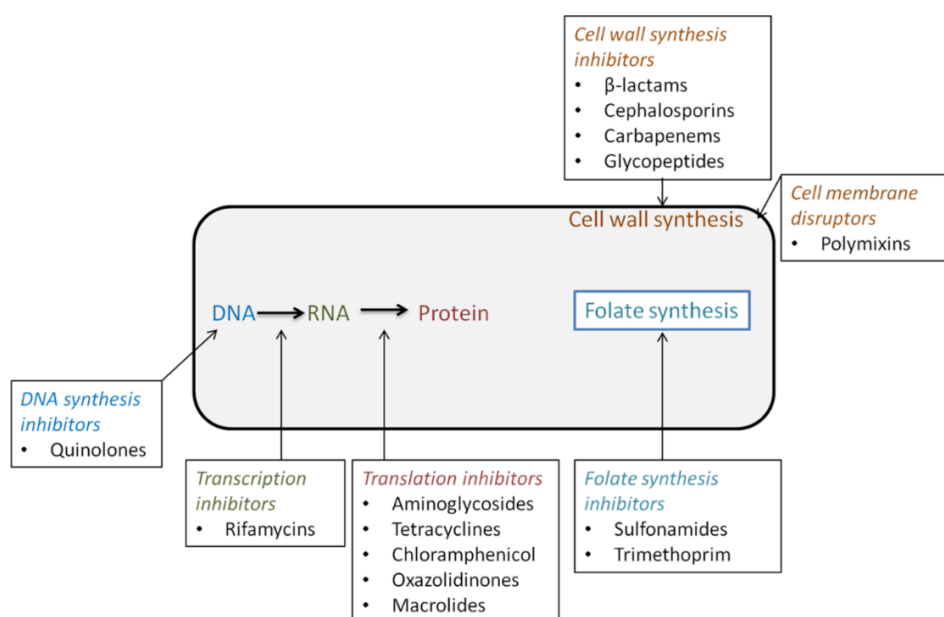 Cell wall synthesis
inhibitors
• β-lactams
• Cephalosporins
• Carbapenems
• Glycopeptides
Cell membrane
disruptors
• Polymixins
Cell wall synthesis
DNA
RNA
Protein
Folate synthesis
DNA synthesis
inhibitors
• Quinolones
Transcription
inhibitors
• Rifamycins
Translation inhibitors
• Aminoglycosides
• Tetracyclines
• Chloramphenicol
• Oxazolidinones
• Macrolides
Folate synthesis
inhibitors
• Sulfonamides
• Trimethoprim